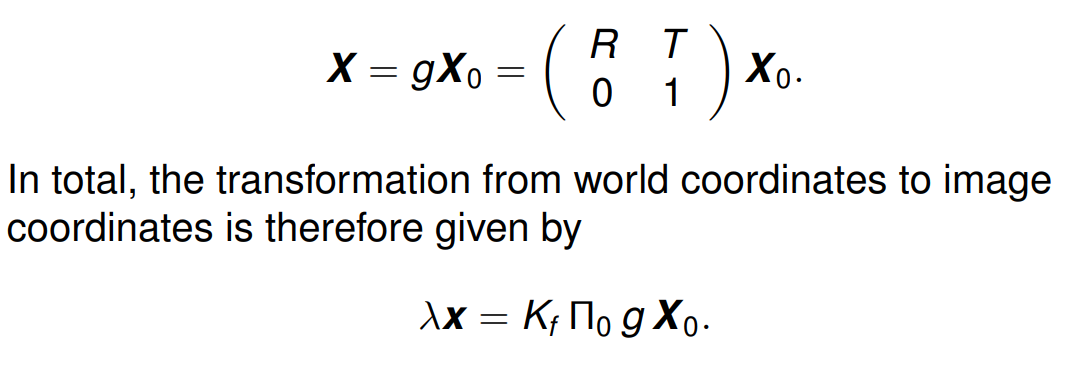 X = gX₀ = ( R T
0 1 ) X₀.
In total, the transformation from world coordinates to image
coordinates is therefore given by
λx = K_f Π₀ g X₀.